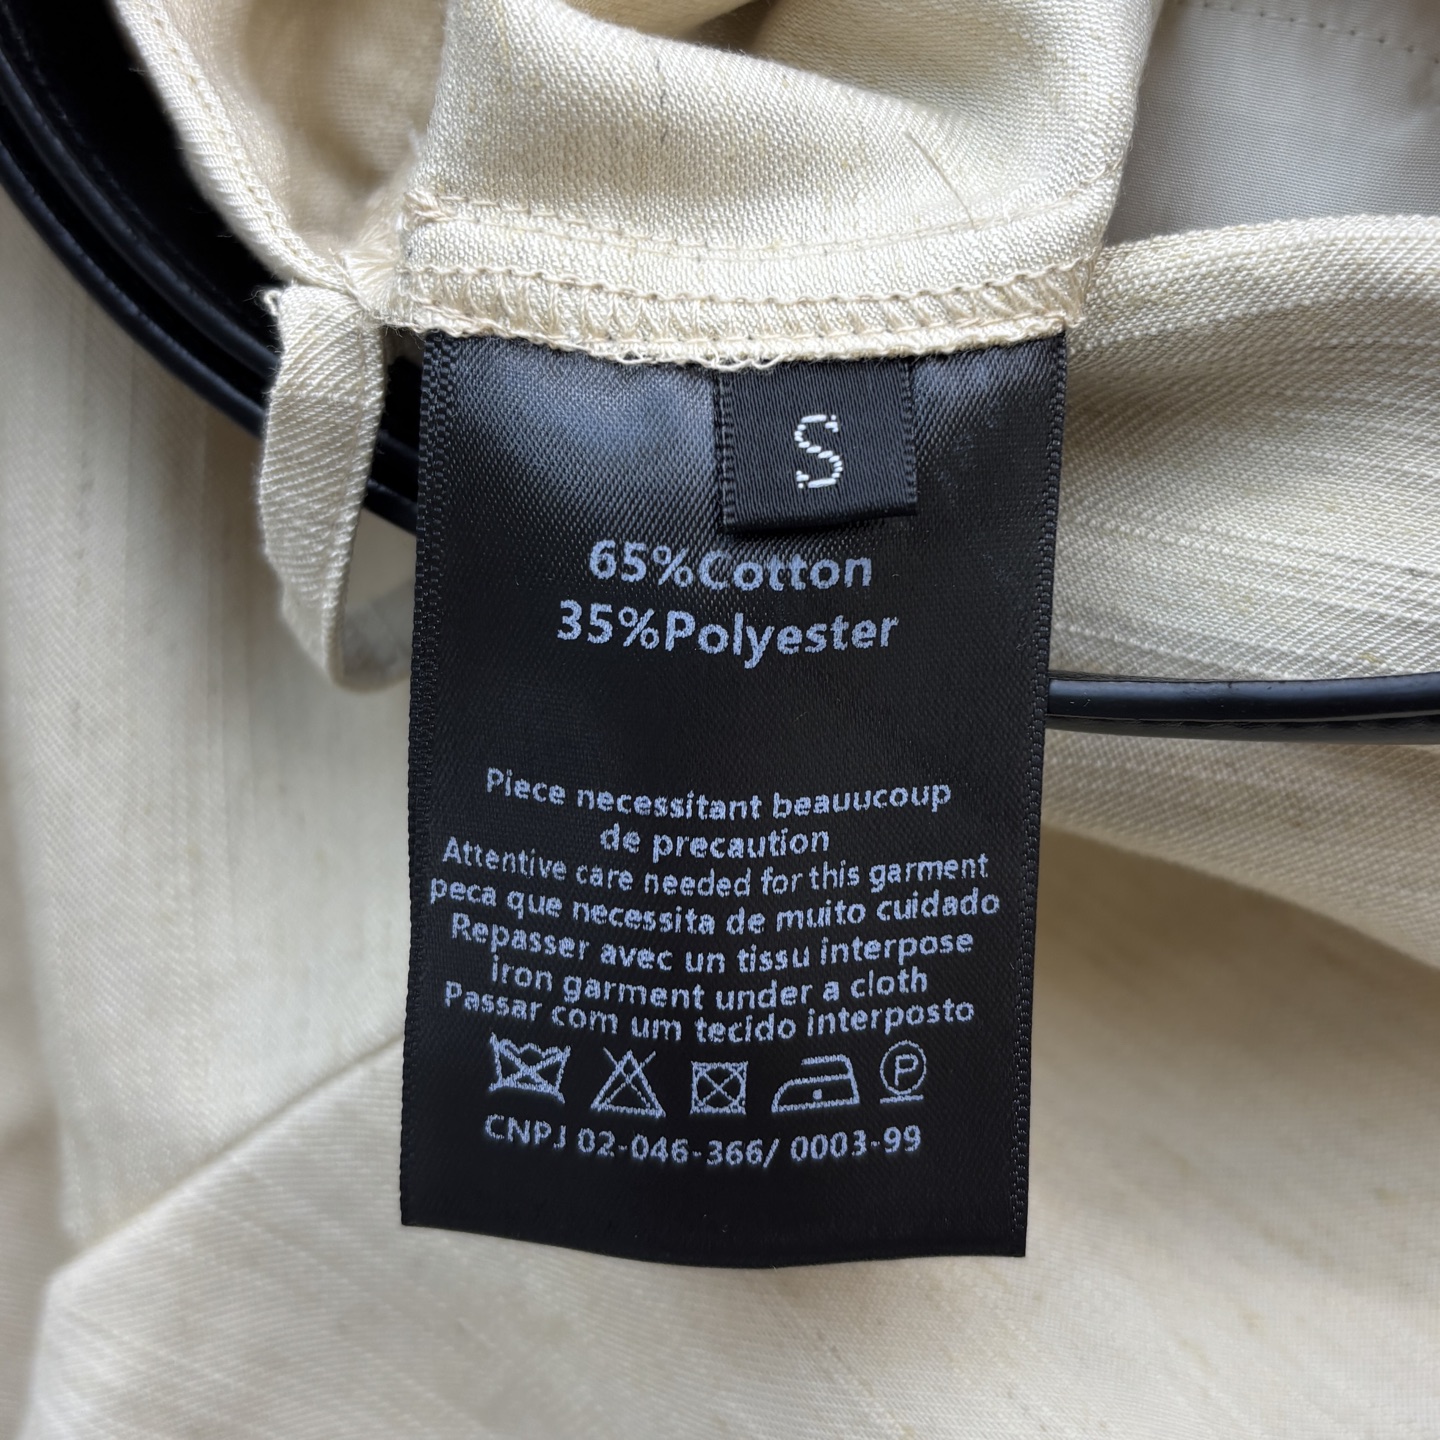 S
65%Cotton
35%Polyester
Piece necessitant beauucoup
de precaution
Attentive care needed for this garment
peca que necessita de muito cuidado
Repasser avec un tissu interpose
iron garment under a cloth
Passar com um tecido interposto
P
CNPJ 02-046-366/ 0003-99